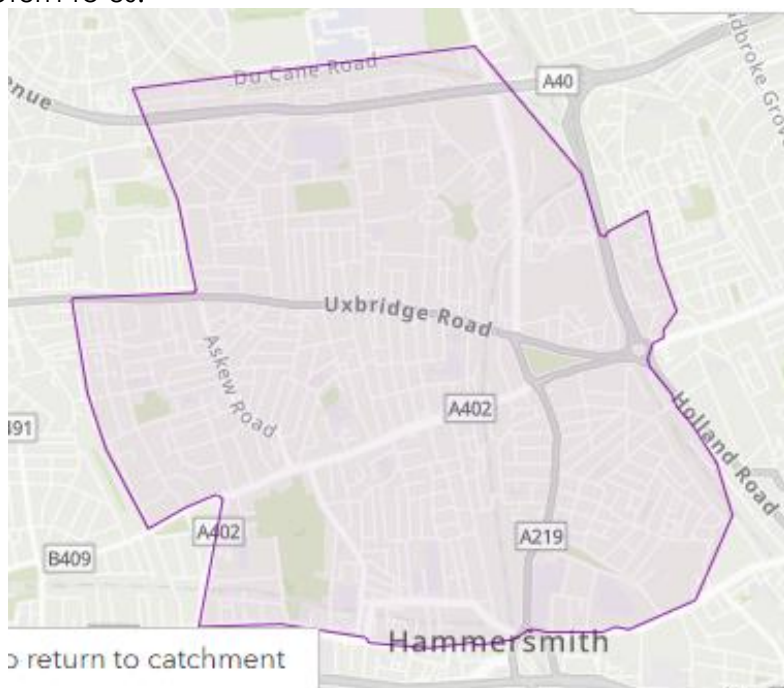 Du Cane Road
A40
Uxbridge Road
Askew Road
A402
Holland Road
A402
A219
B409
Hammersmith
return to catchment